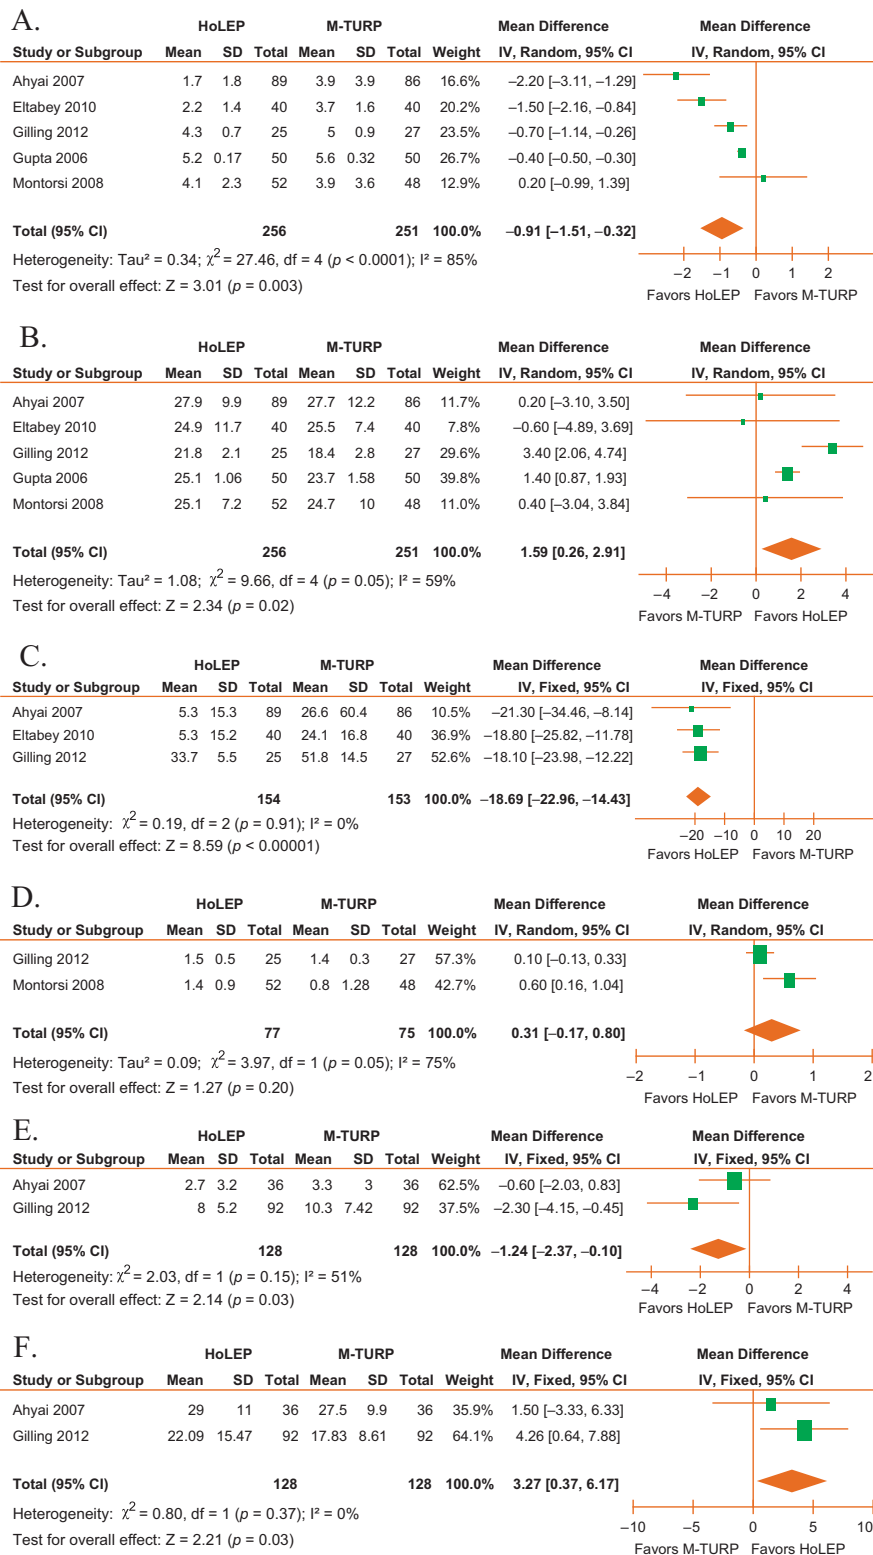 A.
HoLEP M-TURP Mean Difference Mean Difference
Study or Subgroup Mean SD Total Mean SD Total Weight IV, Random, 95% CI IV, Random, 95% CI
Ahyai 2007 1.7 1.8 89 3.9 3.9 86 16.6% −2.20 [−3.11, −1.29]
Eltabey 2010 2.2 1.4 40 3.7 1.6 40 20.2% −1.50 [−2.16, −0.84]
Gilling 2012 4.3 0.7 25 5 0.9 27 23.5% −0.70 [−1.14, −0.26]
Gupta 2006 5.2 0.17 50 5.6 0.32 50 26.7% −0.40 [−0.50, −0.30]
Montorsi 2008 4.1 2.3 52 3.9 3.6 48 12.9% 0.20 [−0.99, 1.39]
Total (95% CI) 256 251 100.0% −0.91 [−1.51, −0.32]
Heterogeneity: Tau² = 0.34; χ² = 27.46, df = 4 (p < 0.0001); I² = 85%
Test for overall effect: Z = 3.01 (p = 0.003)
−2 −1 0 1 2
Favors HoLEP Favors M-TURP
B.
HoLEP M-TURP Mean Difference Mean Difference
Study or Subgroup Mean SD Total Mean SD Total Weight IV, Random, 95% CI IV, Random, 95% CI
Ahyai 2007 27.9 9.9 89 27.7 12.2 86 11.7% 0.20 [−3.10, 3.50]
Eltabey 2010 24.9 11.7 40 25.5 7.4 40 7.8% −0.60 [−4.89, 3.69]
Gilling 2012 21.8 2.1 25 18.4 2.8 27 29.6% 3.40 [2.06, 4.74]
Gupta 2006 25.1 1.06 50 23.7 1.58 50 39.8% 1.40 [0.87, 1.93]
Montorsi 2008 25.1 7.2 52 24.7 10 48 11.0% 0.40 [−3.04, 3.84]
Total (95% CI) 256 251 100.0% 1.59 [0.26, 2.91]
Heterogeneity: Tau² = 1.08; χ² = 9.66, df = 4 (p = 0.05); I² = 59%
Test for overall effect: Z = 2.34 (p = 0.02)
−4 −2 0 2 4
Favors M-TURP Favors HoLEP
C.
HoLEP M-TURP Mean Difference Mean Difference
Study or Subgroup Mean SD Total Mean SD Total Weight IV, Fixed, 95% CI IV, Fixed, 95% CI
Ahyai 2007 5.3 15.3 89 26.6 60.4 86 10.5% −21.30 [−34.46, −8.14]
Eltabey 2010 5.3 15.2 40 24.1 16.8 40 36.9% −18.80 [−25.82, −11.78]
Gilling 2012 33.7 5.5 25 51.8 14.5 27 52.6% −18.10 [−23.98, −12.22]
Total (95% CI) 154 153 100.0% −18.69 [−22.96, −14.43]
Heterogeneity: χ² = 0.19, df = 2 (p = 0.91); I² = 0%
Test for overall effect: Z = 8.59 (p < 0.00001)
−20 −10 0 10 20
Favors HoLEP Favors M-TURP
D.
HoLEP M-TURP Mean Difference Mean Difference
Study or Subgroup Mean SD Total Mean SD Total Weight IV, Random, 95% CI IV, Random, 95% CI
Gilling 2012 1.5 0.5 25 1.4 0.3 27 57.3% 0.10 [−0.13, 0.33]
Montorsi 2008 1.4 0.9 52 0.8 1.28 48 42.7% 0.60 [0.16, 1.04]
Total (95% CI) 77 75 100.0% 0.31 [−0.17, 0.80]
Heterogeneity: Tau² = 0.09; χ² = 3.97, df = 1 (p = 0.05); I² = 75%
Test for overall effect: Z = 1.27 (p = 0.20)
−2 −1 0 1 2
Favors HoLEP Favors M-TURP
E.
HoLEP M-TURP Mean Difference Mean Difference
Study or Subgroup Mean SD Total Mean SD Total Weight IV, Fixed, 95% CI IV, Fixed, 95% CI
Ahyai 2007 2.7 3.2 36 3.3 3 36 62.5% −0.60 [−2.03, 0.83]
Gilling 2012 8 5.2 92 10.3 7.42 92 37.5% −2.30 [−4.15, −0.45]
Total (95% CI) 128 128 100.0% −1.24 [−2.37, −0.10]
Heterogeneity: χ² = 2.03, df = 1 (p = 0.15); I² = 51%
Test for overall effect: Z = 2.14 (p = 0.03)
−4 −2 0 2 4
Favors HoLEP Favors M-TURP
F.
HoLEP M-TURP Mean Difference Mean Difference
Study or Subgroup Mean SD Total Mean SD Total Weight IV, Fixed, 95% CI IV, Fixed, 95% CI
Ahyai 2007 29 11 36 27.5 9.9 36 35.9% 1.50 [−3.33, 6.33]
Gilling 2012 22.09 15.47 92 17.83 8.61 92 64.1% 4.26 [0.64, 7.88]
Total (95% CI) 128 128 100.0% 3.27 [0.37, 6.17]
Heterogeneity: χ² = 0.80, df = 1 (p = 0.37); I² = 0%
Test for overall effect: Z = 2.21 (p = 0.03)
−10 −5 0 5 10
Favors M-TURP Favors HoLEP